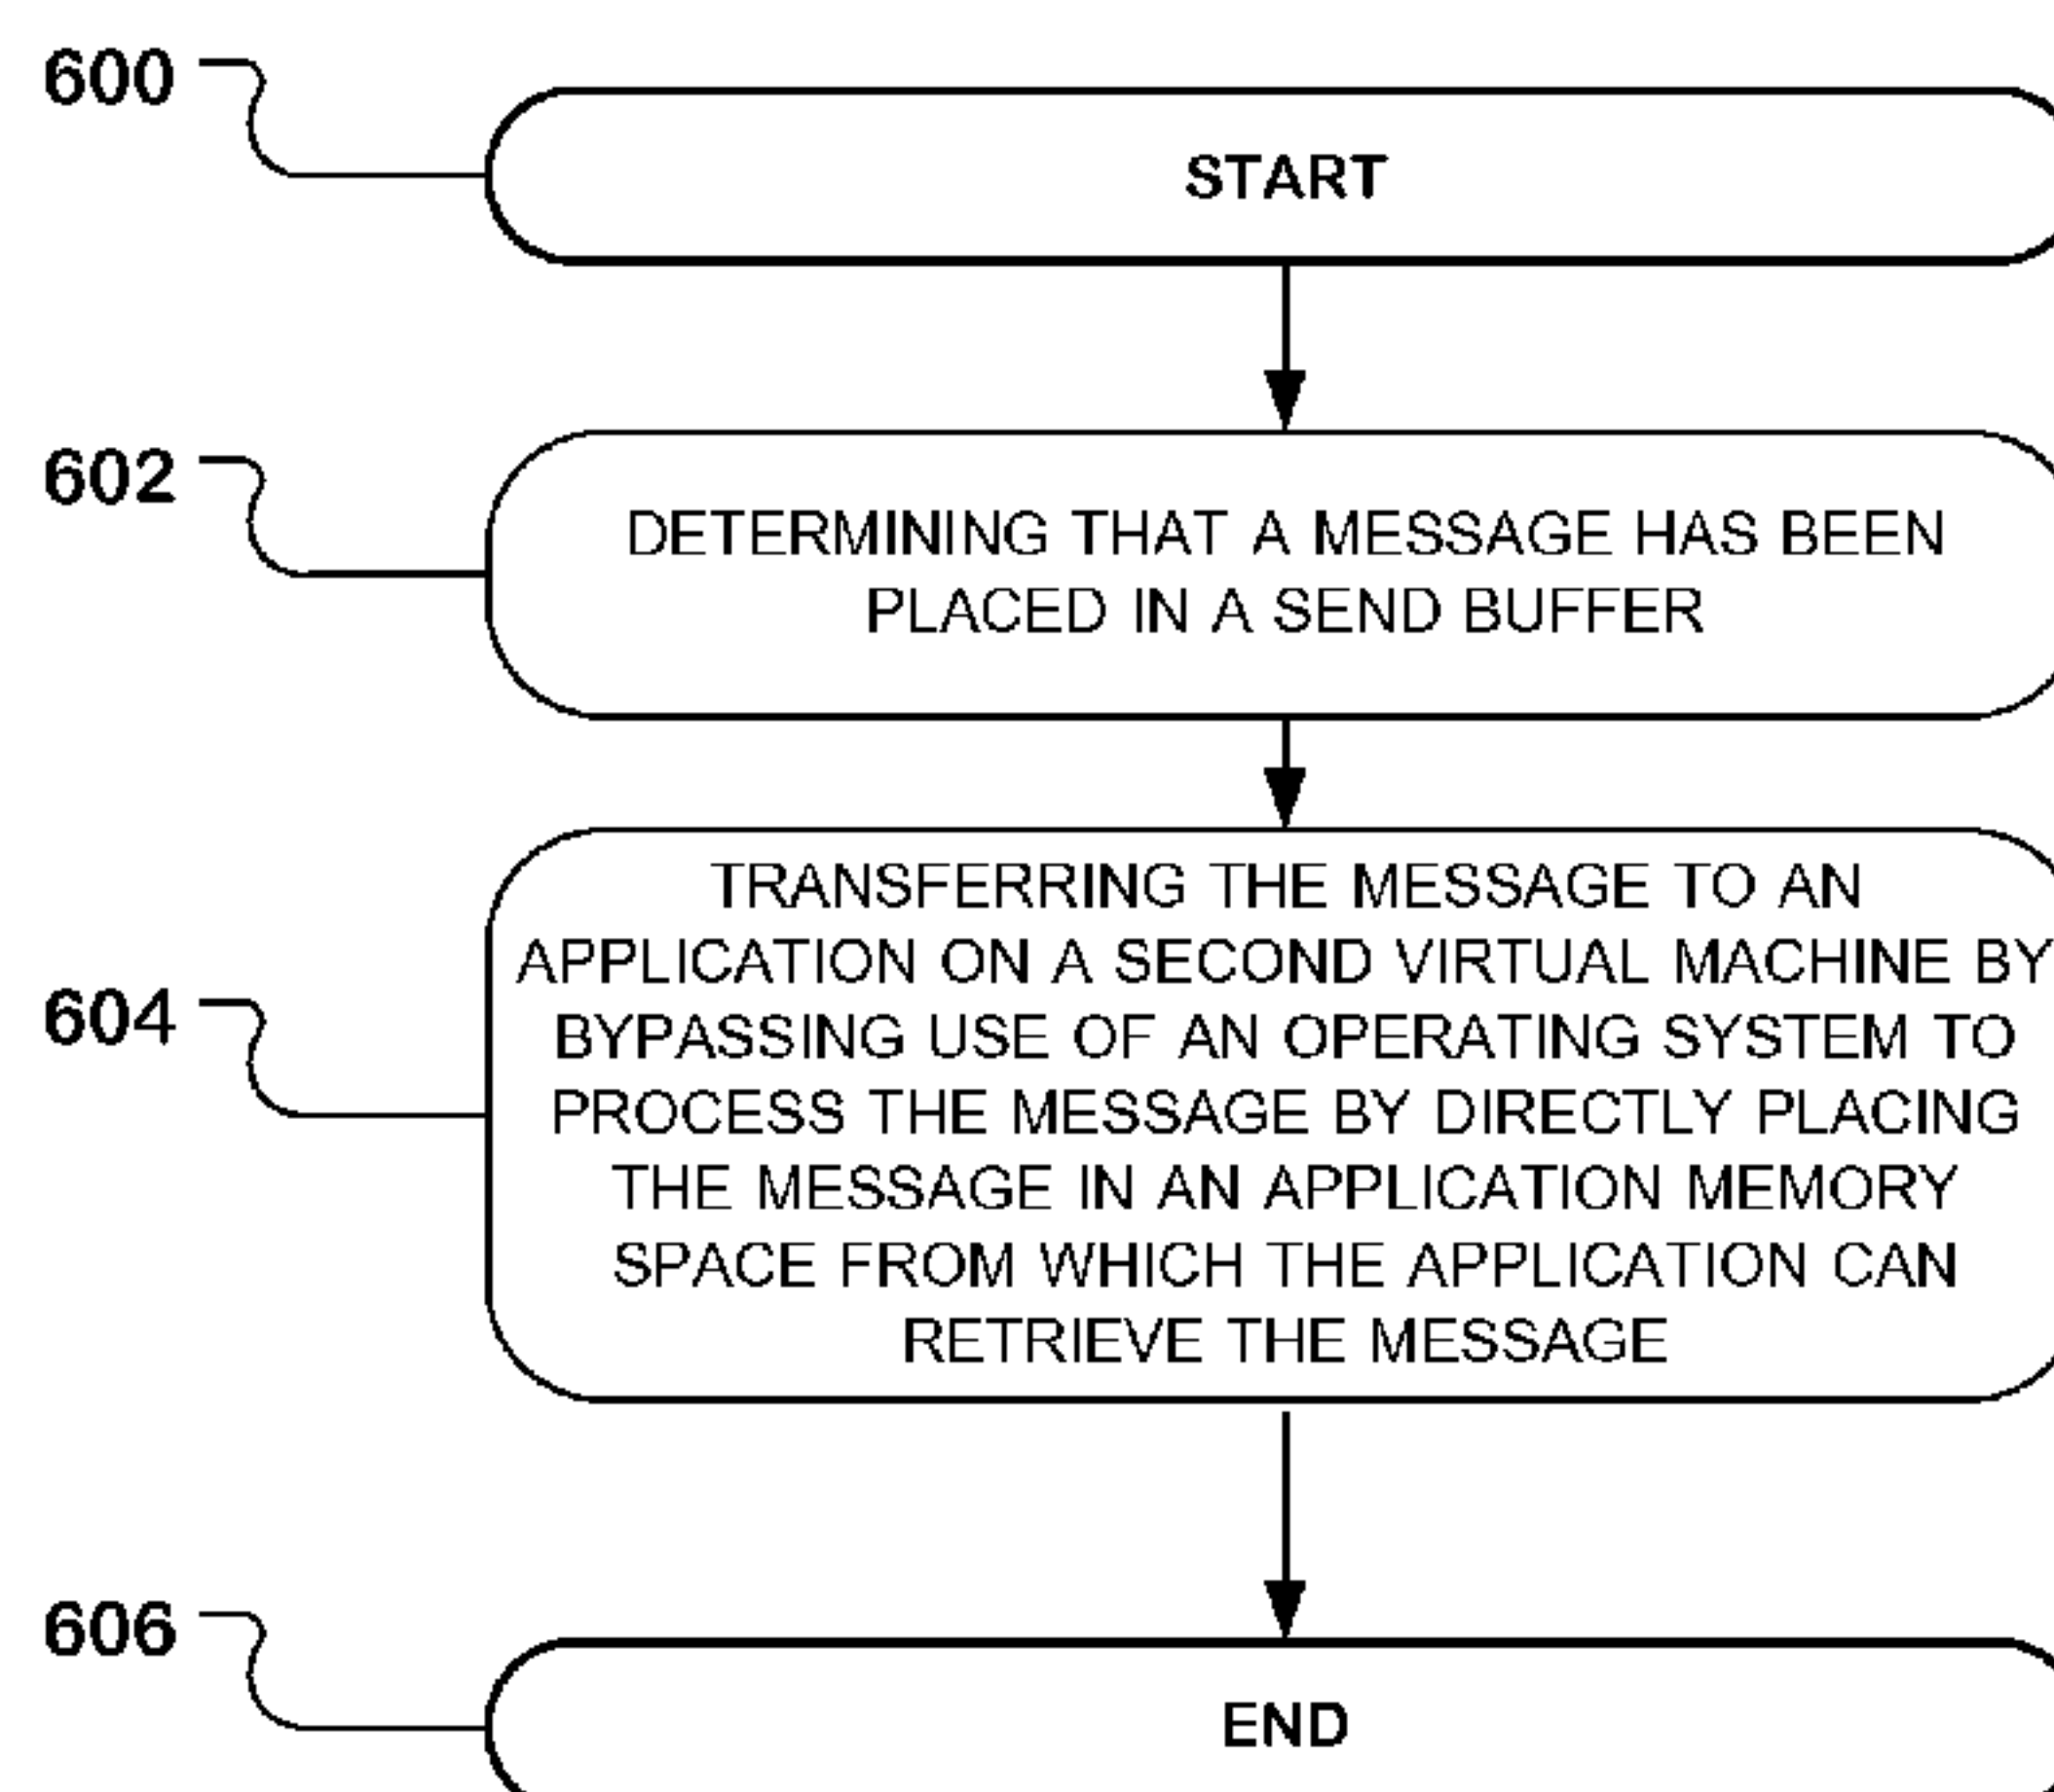 600
START
602
DETERMINING THAT A MESSAGE HAS BEEN
PLACED IN A SEND BUFFER
TRANSFERRING THE MESSAGE TO AN
APPLICATION ON A SECOND VIRTUAL MACHINE BY
604
BYPASSING USE OF AN OPERATING SYSTEM TO
PROCESS THE MESSAGE BY DIRECTLY PLACING
THE MESSAGE IN AN APPLICATION MEMORY
SPACE FROM WHICH THE APPLICATION CAN
RETRIEVE THE MESSAGE
606
END